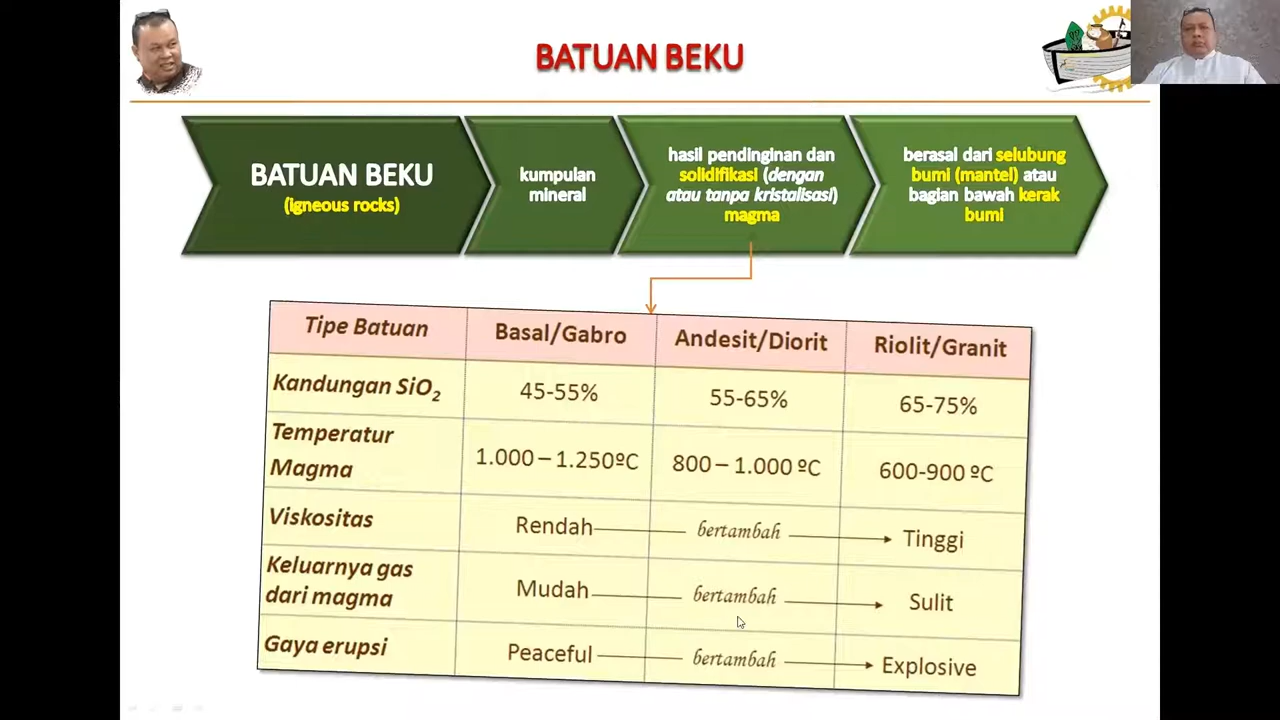 BATUAN BEKU
BATUAN BEKU
(igneous rocks)
kumpulan
mineral
hasil pendinginan dan
solidifikasi (dengan
atau tanpa kristalisasi)
magma
berasal dari selubung
bumi (mantel) atau
bagian bawah kerak
bumi
Tipe Batuan Basal/Gabro Andesit/Diorit Riolit/Granit
Kandungan SiO₂ 45-55% 55-65% 65-75%
Temperatur
Magma 1.000 – 1.250ºC 800 – 1.000 ºC 600-900 ºC
Viskositas Rendah bertambah Tinggi
Keluarnya gas
dari magma Mudah bertambah Sulit
Gaya erupsi Peaceful bertambah Explosive